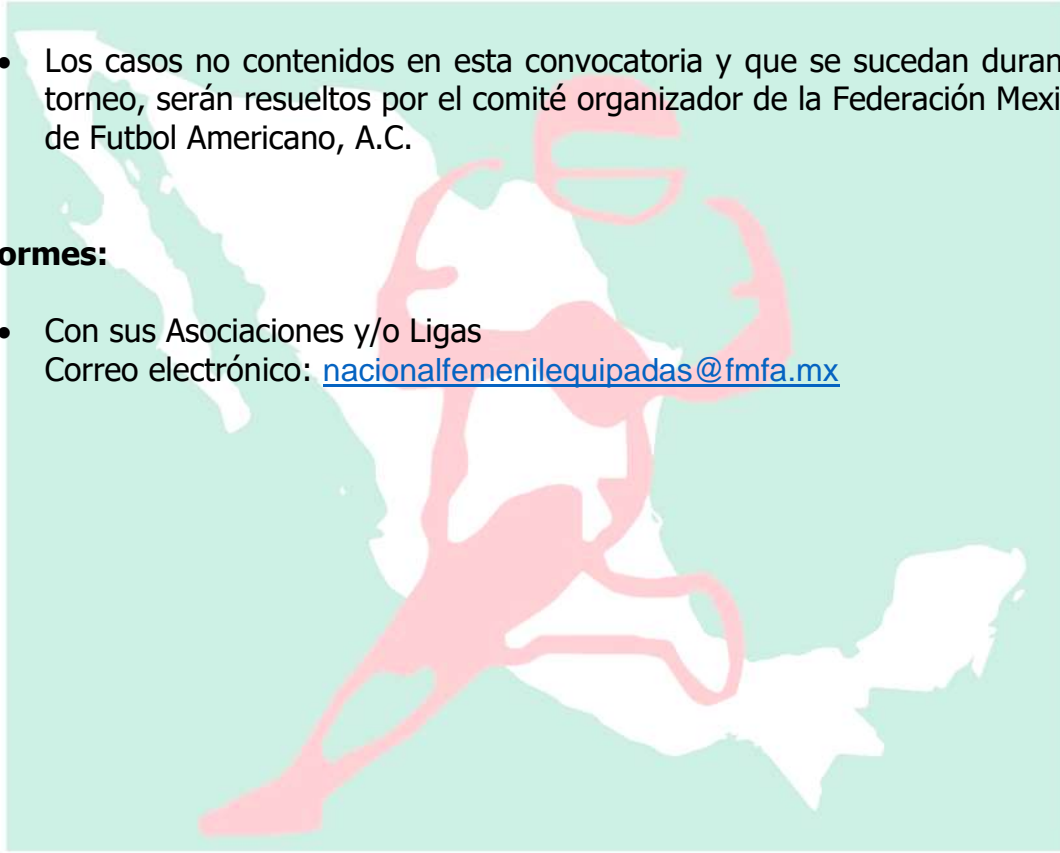 • Los casos no contenidos en esta convocatoria y que se sucedan duran
torneo, serán resueltos por el comité organizador de la Federación Mexi
de Futbol Americano, A.C.
ormes:
• Con sus Asociaciones y/o Ligas
Correo electrónico: nacionalfemenilequipadas@fmfa.mx